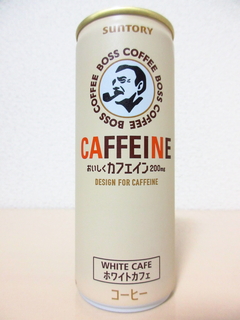 SUNTORY
BOSS COFFEE BOSS COFFEE BOSS COFFEE BOSS COFFEE
CAFFEINE
おいしくカフェイン200mg
DESIGN FOR CAFFEINE
WHITE CAFE
ホワイトカフェ
コーヒー